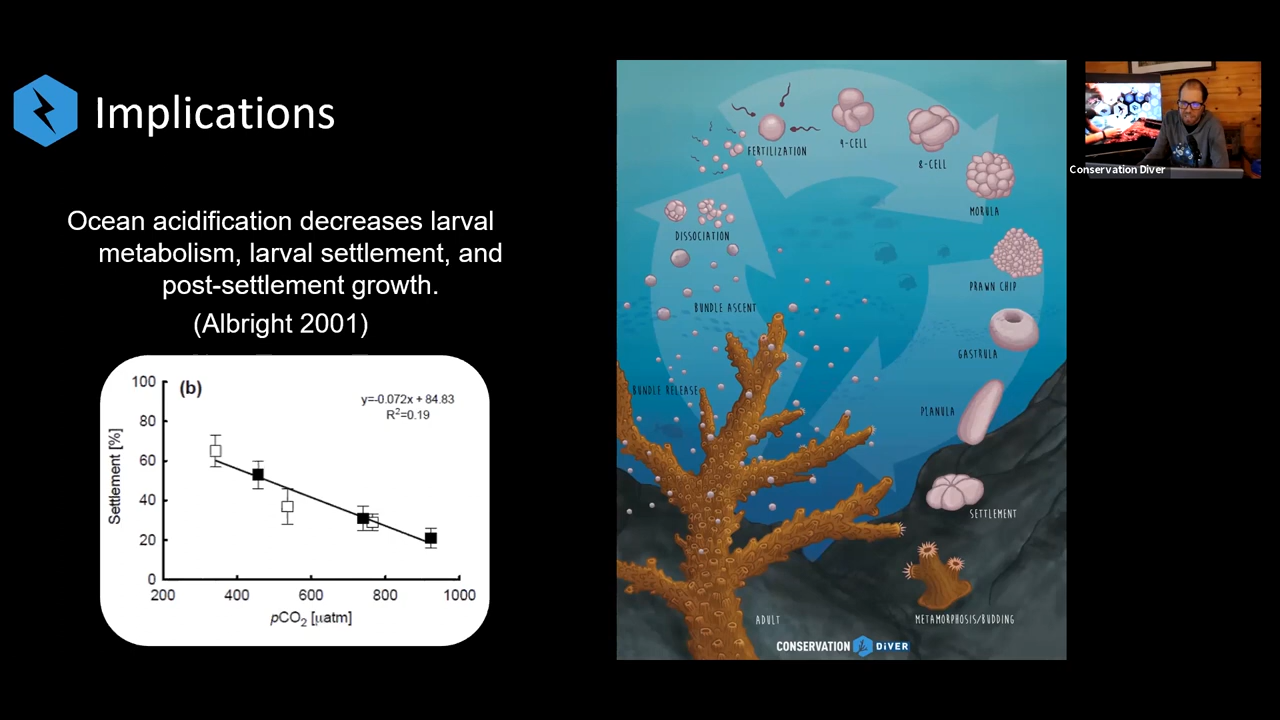 Implications
Ocean acidification decreases larval
metabolism, larval settlement, and
post-settlement growth.
(Albright 2001)
(b)
y=-0.072x + 84.83
R²=0.19
Settlement [%]
100
80
60
40
20
0
200 400 600 800 1000
pCO₂ [µatm]
FERTILIZATION
4-CELL
8-CELL
MORULA
PRAWN CHIP
GASTRULA
PLANULA
SETTLEMENT
METAMORPHOSIS/BUDDING
ADULT
BUNDLE RELEASE
BUNDLE ASCENT
DISSOCIATION
CONSERVATION DiVER
Conservation Diver